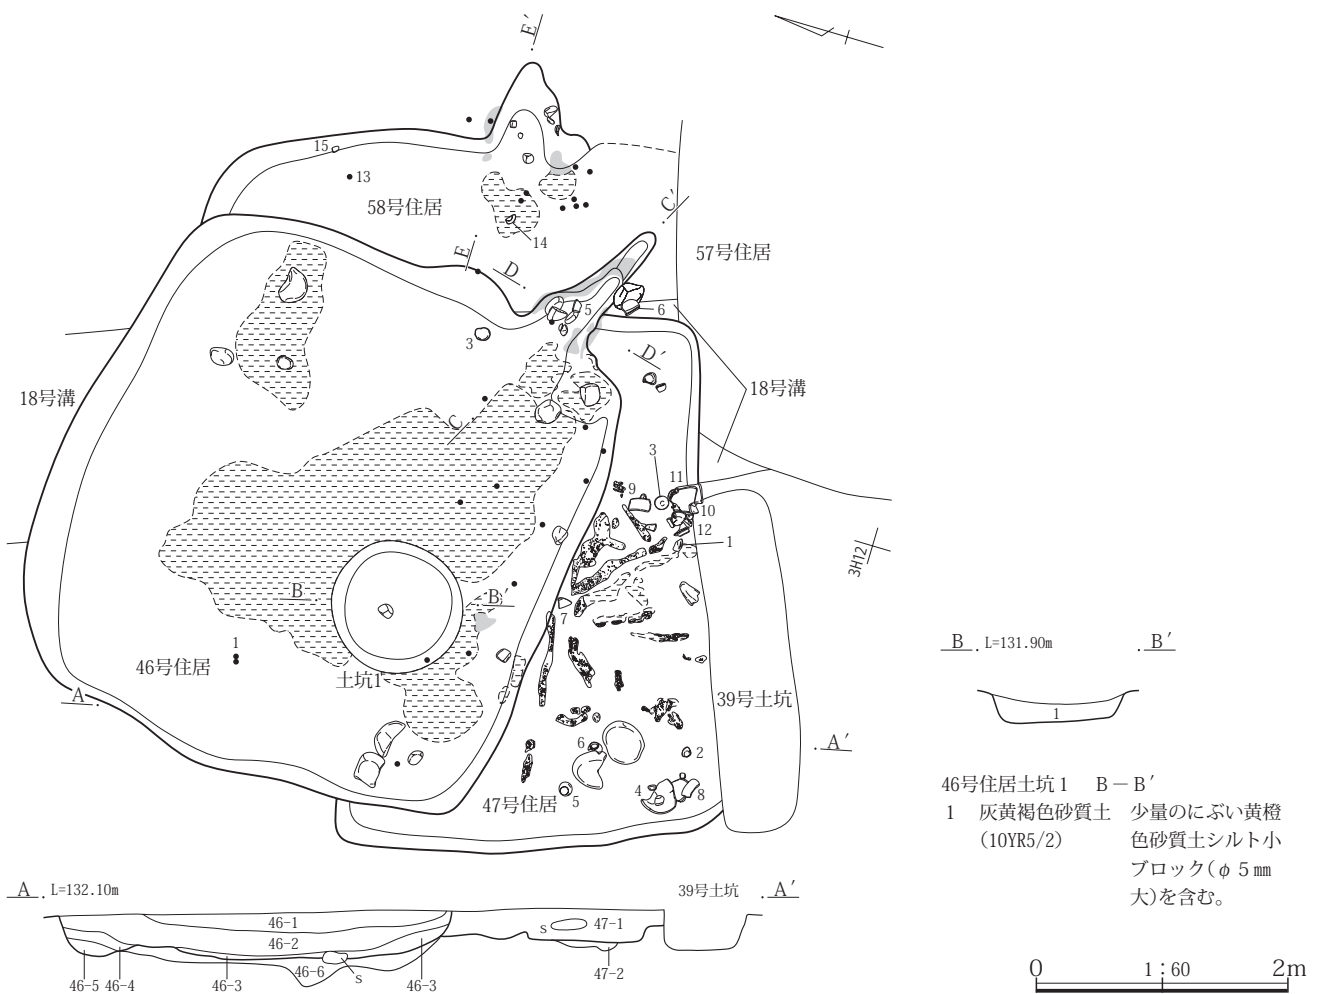 E′
15
13
58号住居
C′
14
E
D
57号住居
5
6
3
D′
18号溝
18号溝
C
3
11
9
10
12
1
3H12
B
B′
7
1
46号住居
土坑1
A
39号土坑
6
2
A′
47号住居
5
4
8
B L=131.90m B′
1
46号住居土坑1 B－B′
1 灰黄褐色砂質土 少量のにぶい黄橙
(10YR5/2) 色砂質土シルト小
ブロック(φ5㎜
大)を含む。
A L=132.10m 39号土坑 A′
46-1
S 47-1
46-2
46-6 S 47-2
46-5 46-4 46-3 46-3
0 1:60 2m